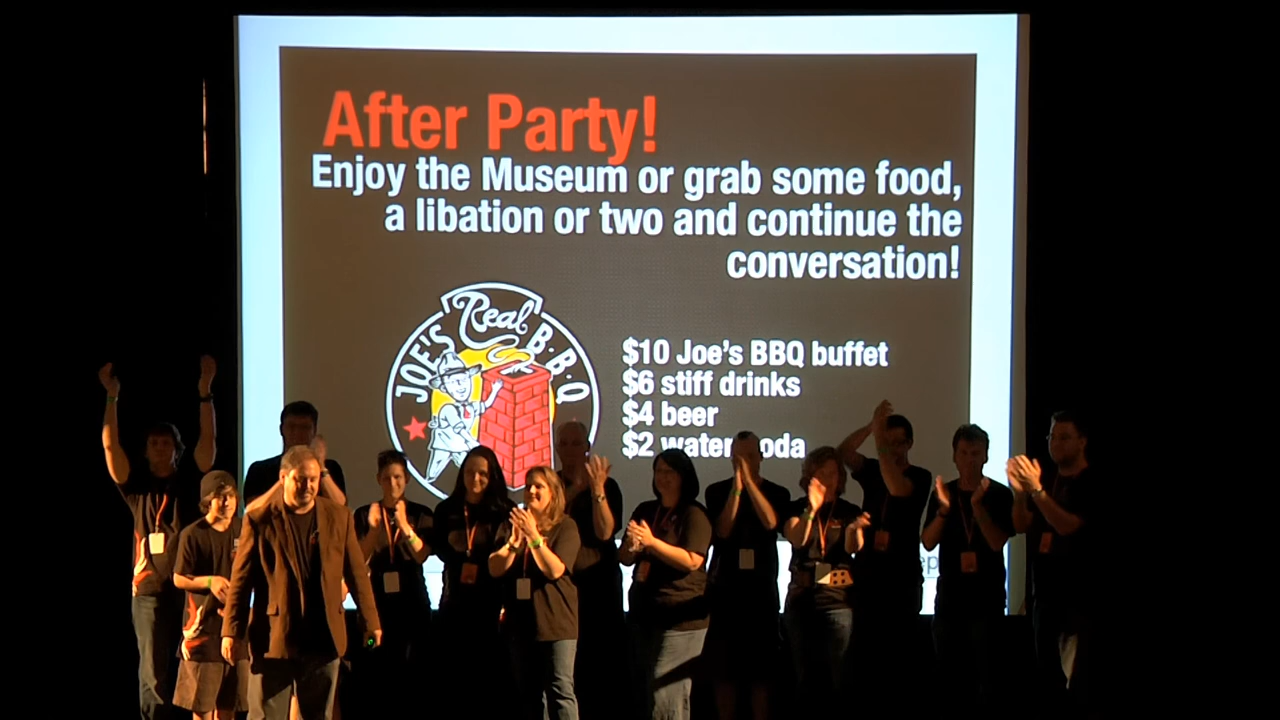 After Party!
Enjoy the Museum or grab some food,
a libation or two and continue the
conversation!
JOE'S Real B·B·Q
$10 Joe's BBQ buffet
$6 stiff drinks
$4 beer
$2 water